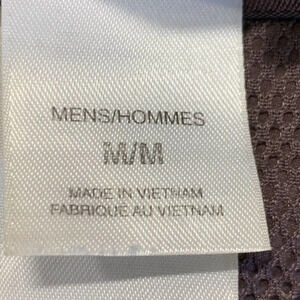 MENS/HOMMES
M/M
MADE IN VIETNAM
FABRIQUE AU VIETNAM